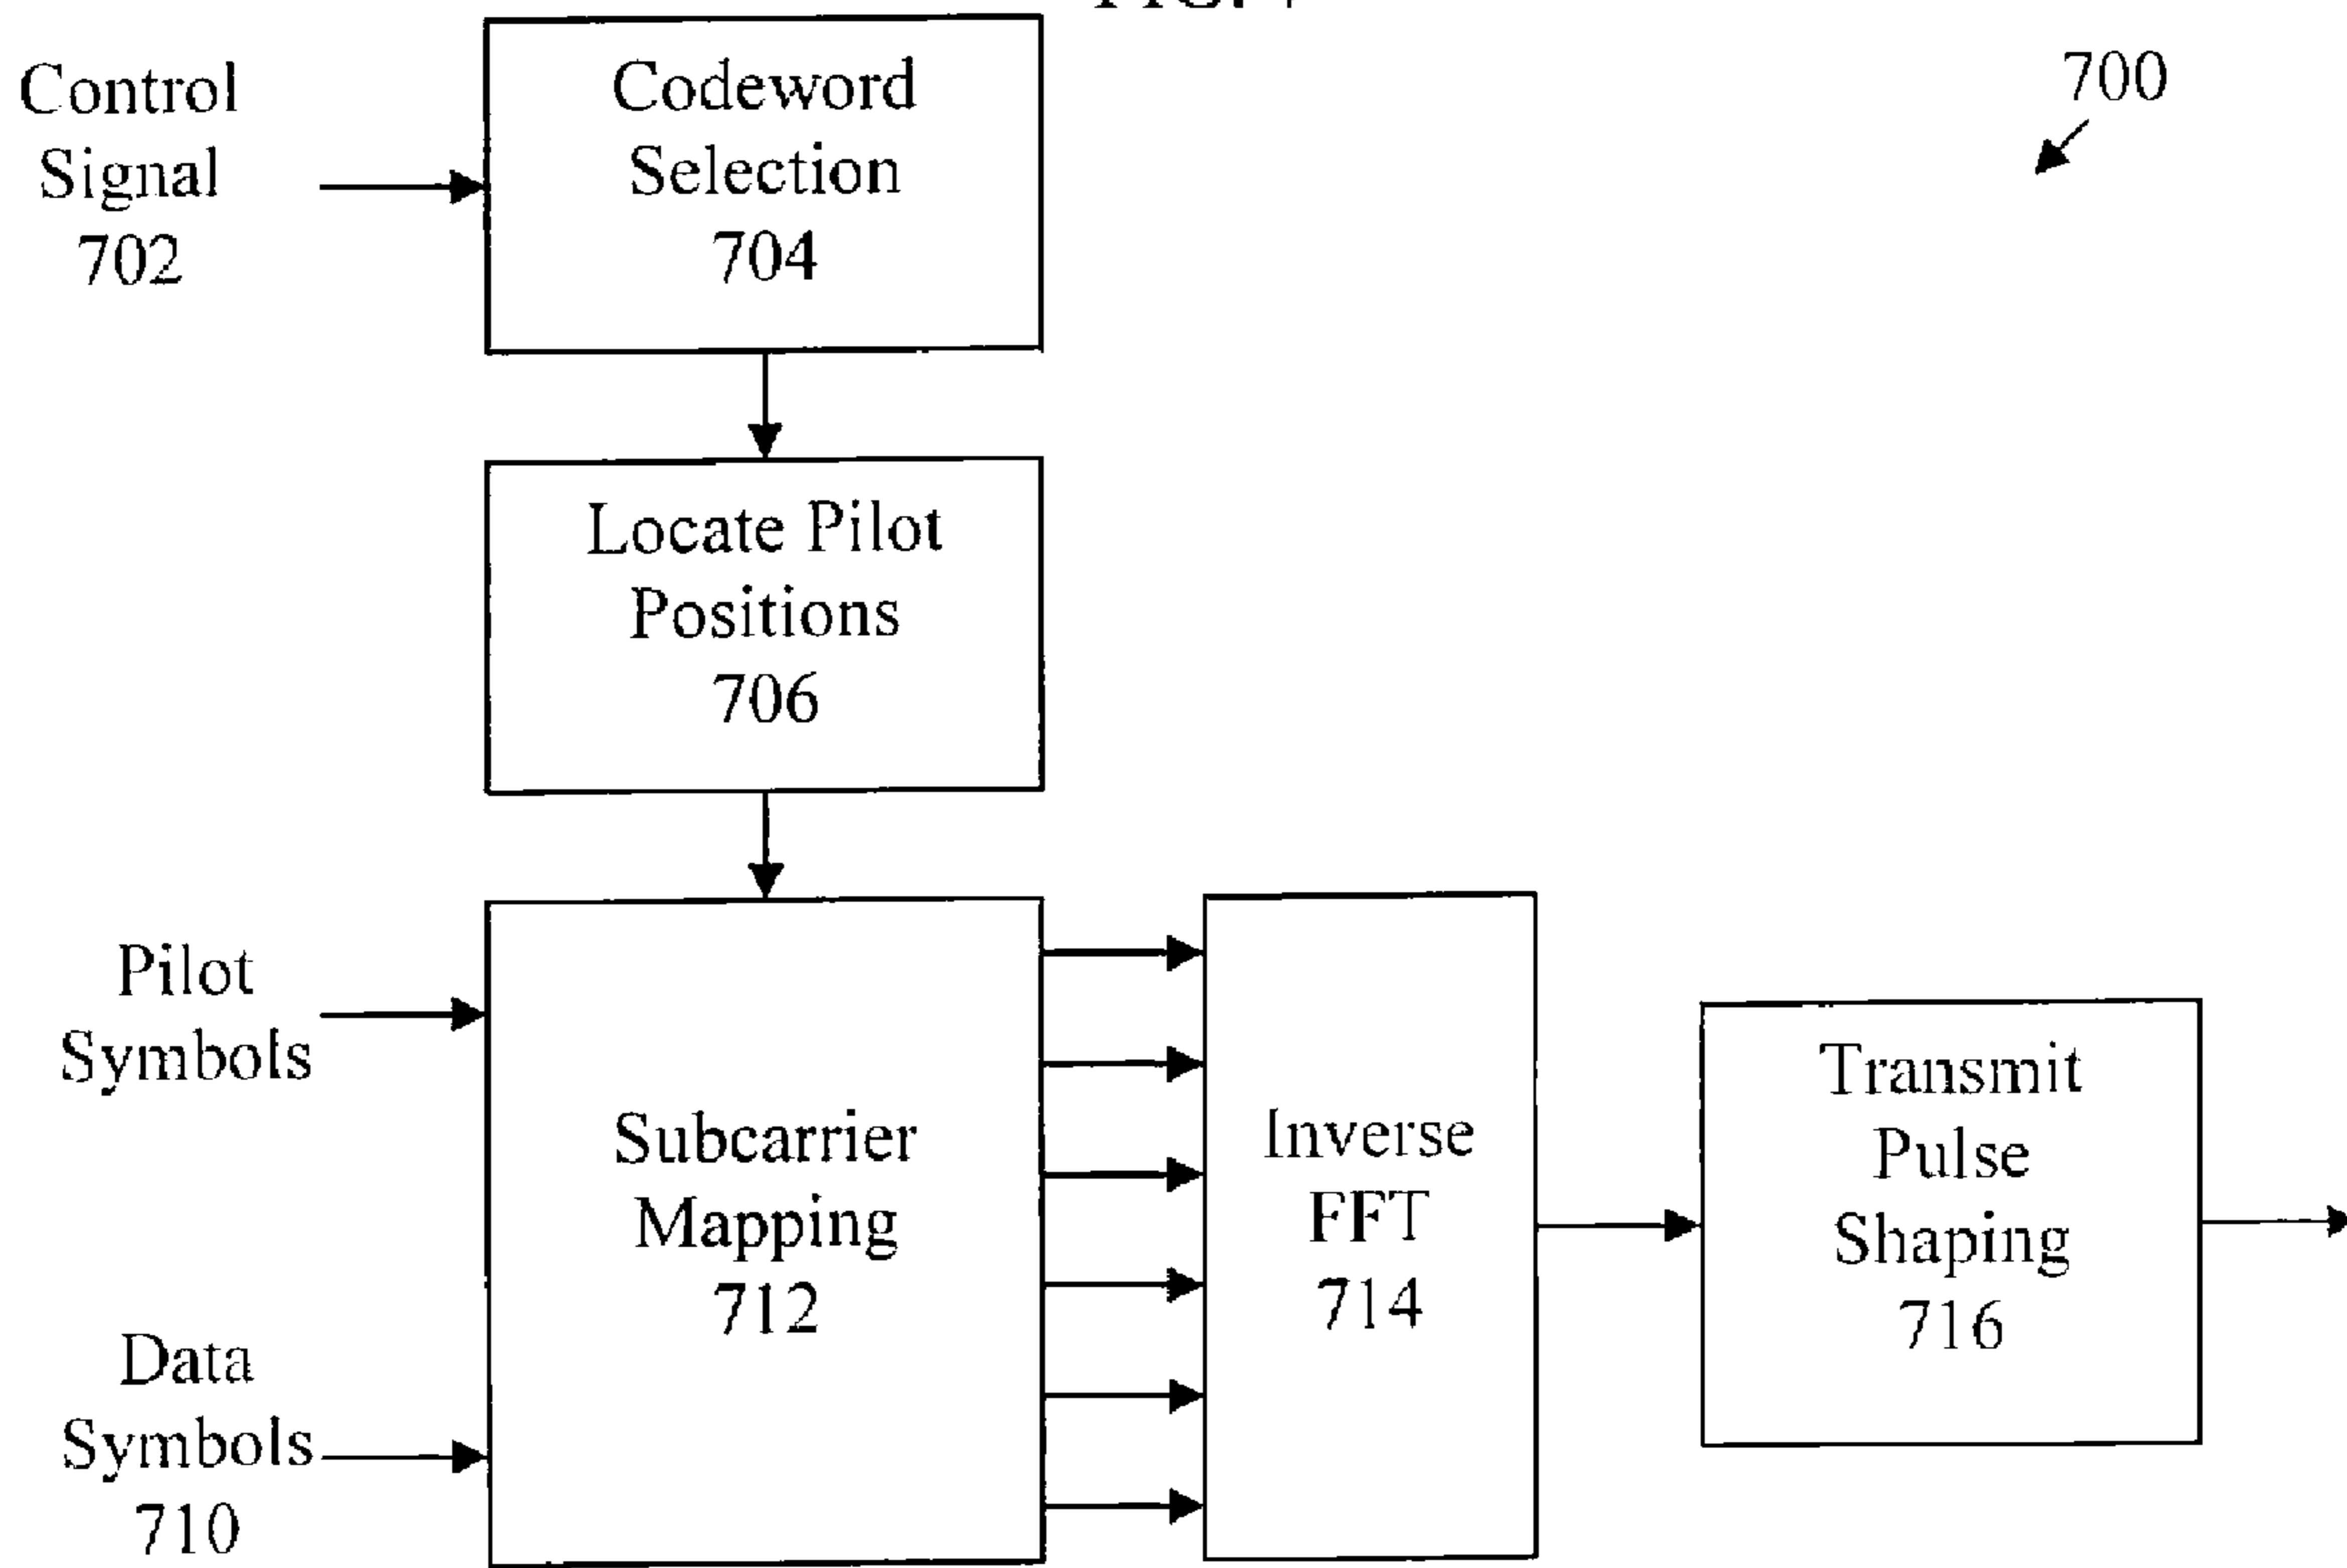 700
Control
Signal
702
Codeword
Selection
704
Locate Pilot
Positions
706
Pilot
Symbols
Data
Symbols
710
Subcarrier
Mapping
712
Inverse
FFT
714
Transmit
Pulse
Shaping
716